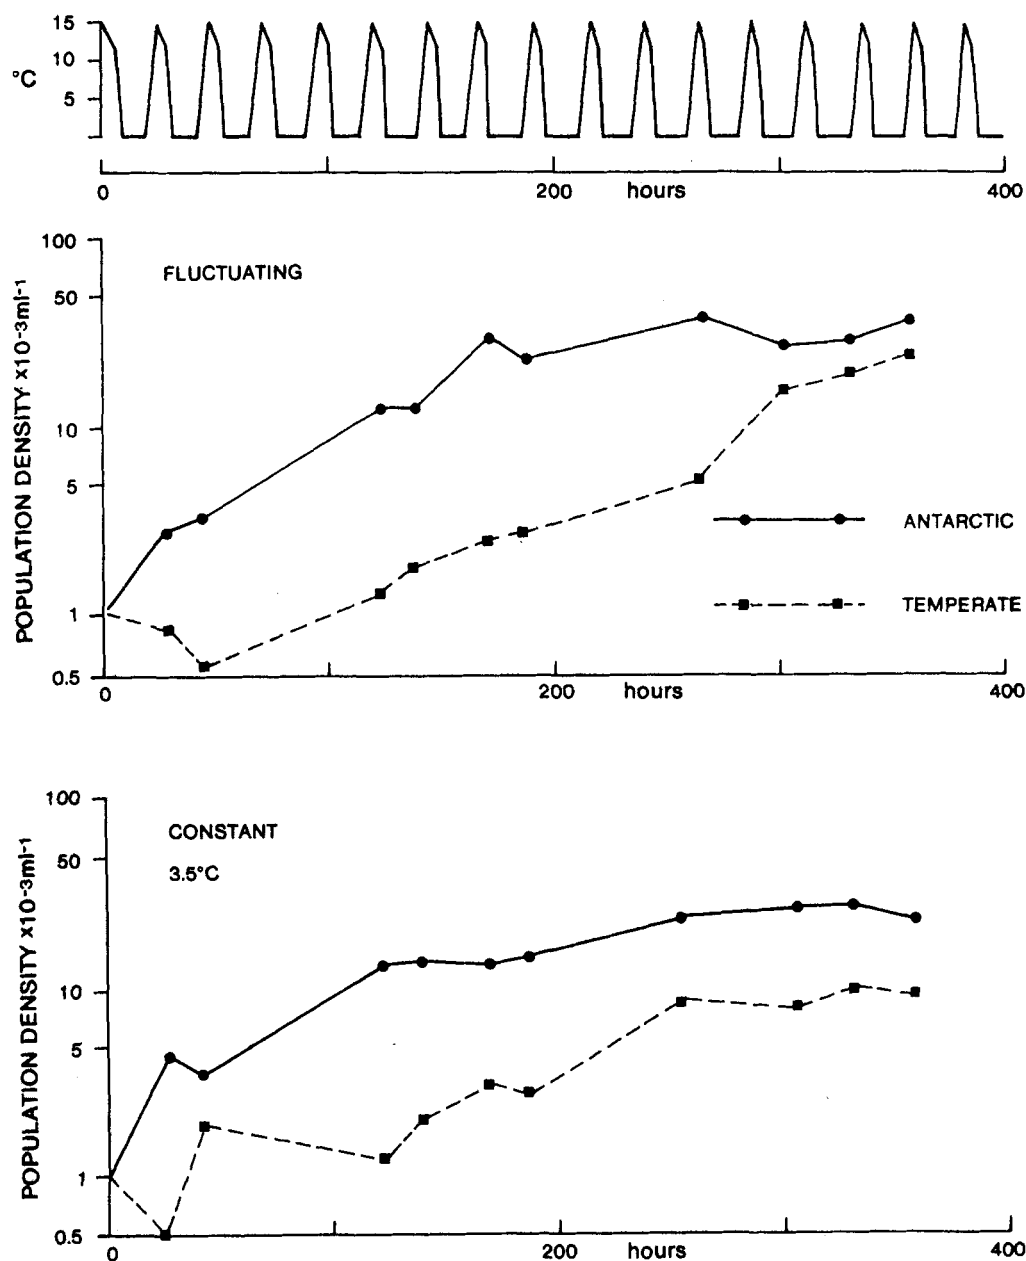 15
10
°C
5
0 200 hours 400
100
FLUCTUATING
50
POPULATION DENSITY x10-3ml-1
10
5
ANTARCTIC
1
TEMPERATE
0.5
0 200 hours 400
100
CONSTANT
50
3.5°C
POPULATION DENSITY x10-3ml-1
10
5
1
0.5
0 200 hours 400